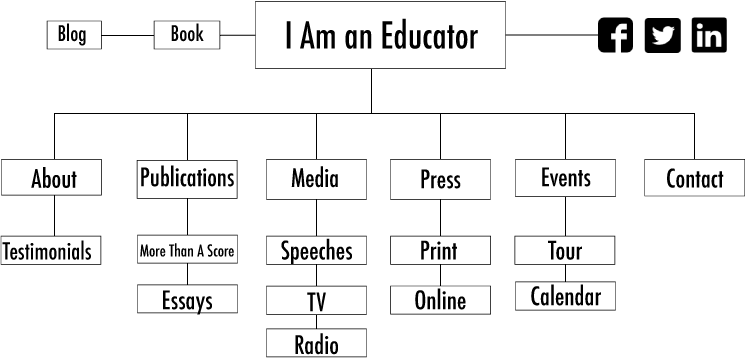 Blog
Book
I Am an Educator
About
Publications
Media
Press
Events
Contact
Testimonials
More Than A Score
Speeches
Print
Tour
Essays
TV
Online
Calendar
Radio